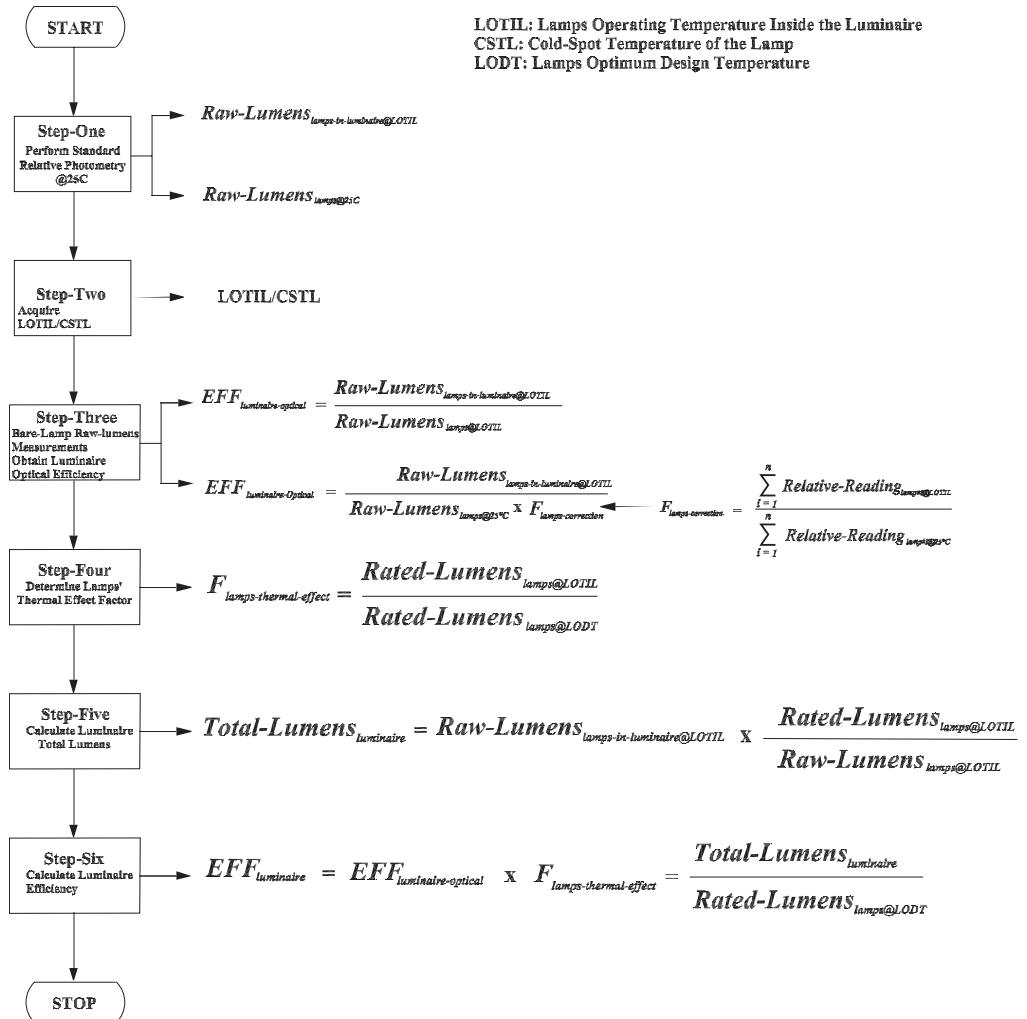 START
LOTIL: Lamps Operating Temperature Inside the Luminaire
CSTL: Cold-Spot Temperature of the Lamp
LODT: Lamps Optimum Design Temperature
Step-One
Perform Standard
Relative Photometry
@25C
Raw-Lumens lamps-in-luminaire@LOTIL
Raw-Lumens lamps@25C
Step-Two
Acquire
LOTIL/CSTL
LOTIL/CSTL
Step-Three
Bare-Lamp Raw-lumens
Measurements
Obtain Luminaire
Optical Efficiency
EFF luminaire-optical = Raw-Lumens lamps-in-luminaire@LOTIL
Raw-Lumens lamps@LOTIL
EFF luminaire-Optical = Raw-Lumens lamps-in-luminaire@LOTIL
Raw-Lumens lamps@25°C x F lamps-correction
F lamps-correction = n ∑ i = 1 Relative-Reading lamps@LOTIL
n ∑ i = 1 Relative-Reading lamps@25°C
Step-Four
Determine Lamps'
Thermal Effect Factor
F lamps-thermal-effect = Rated-Lumens lamps@LOTIL
Rated-Lumens lamps@LODT
Step-Five
Calculate Luminaire
Total Lumens
Total-Lumens luminaire = Raw-Lumens lamps-in-luminaire@LOTIL x Rated-Lumens lamps@LOTIL
Raw-Lumens lamps@LOTIL
Step-Six
Calculate Luminaire
Efficiency
EFF luminaire = EFF luminaire-optical x F lamps-thermal-effect = Total-Lumens luminaire
Rated-Lumens lamps@LODT
STOP